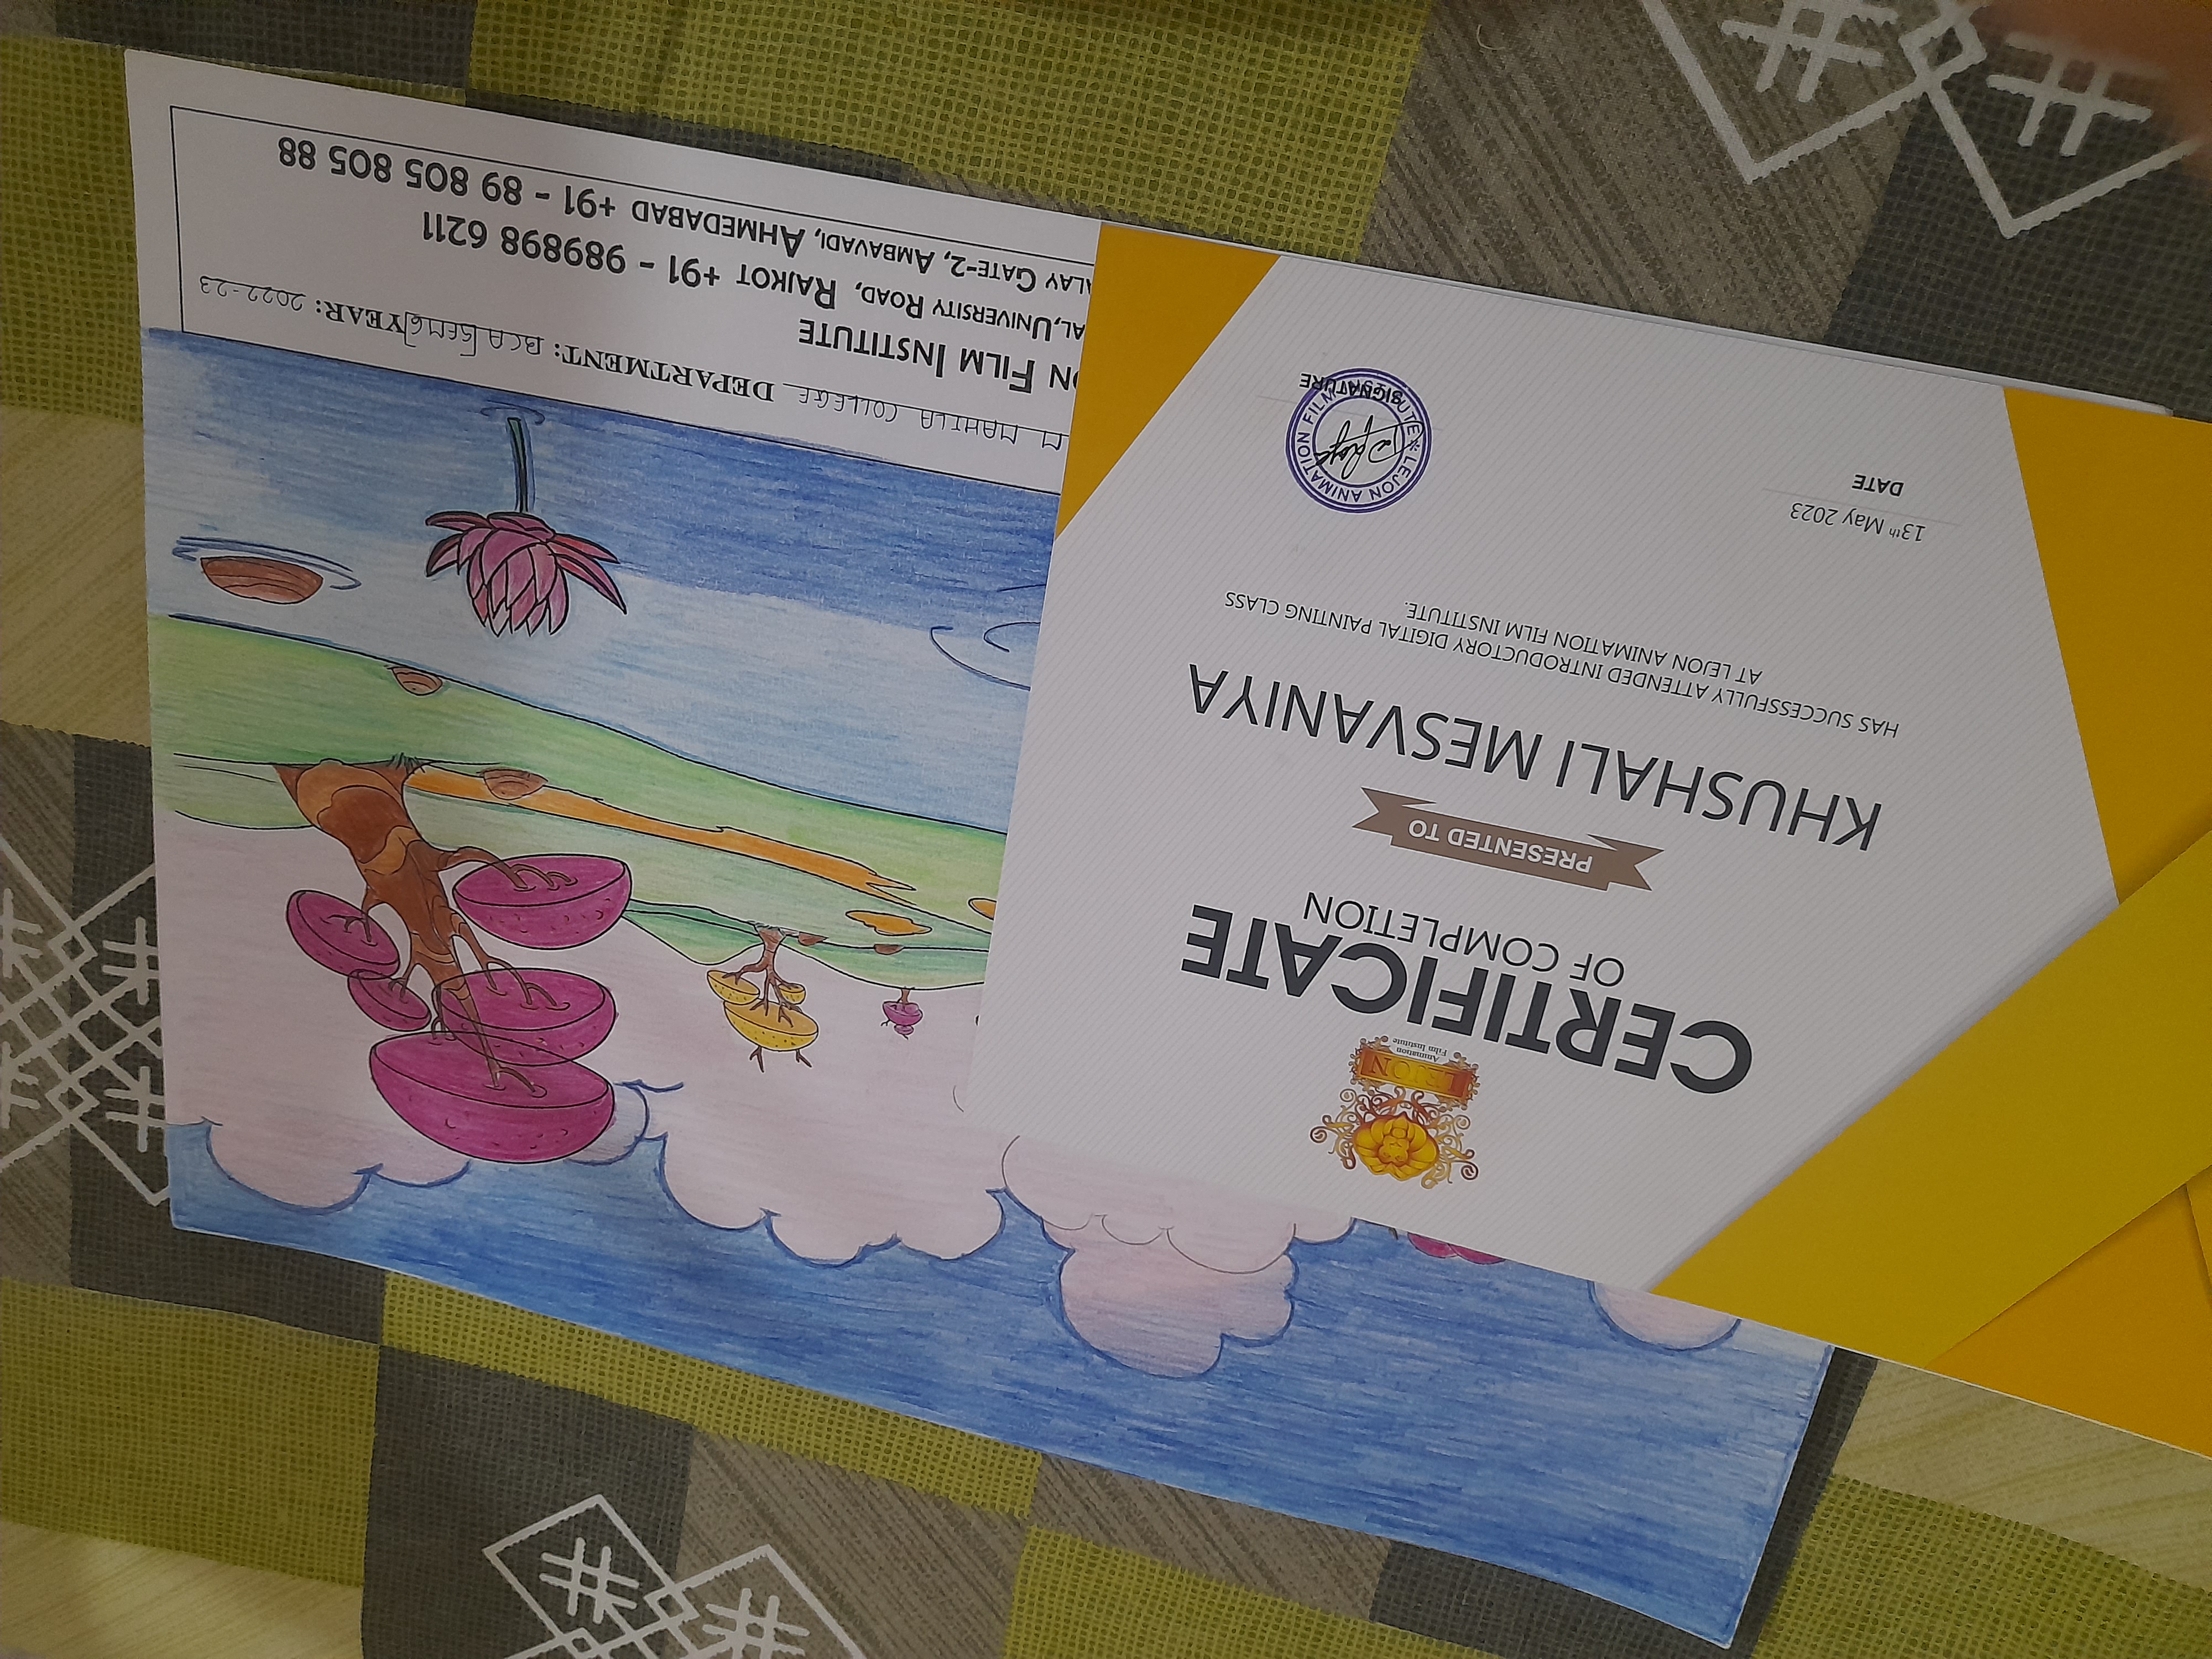 LEJON
Animation
Film Institute
CERTIFICATE
OF COMPLETION
PRESENTED TO
KHUSHALI MESVANIYA
HAS SUCCESSFULLY ATTENDED INTRODUCTORY DIGITAL PAINTING CLASS
AT LEJON ANIMATION FILM INSTITUTE.
13th May 2023
DATE
LEJON ANIMATION FILM
SIGNATURE
M MAHILA COLLEGE DEPARTMENT: BCA [SEM6] YEAR: 2022-23
ON FILM INSTITUTE
AL,UNIVERSITY ROAD, RAJKOT +91 - 989898 6211
ALAY GATE-2, AMBAVADI, AHMEDABAD +91 - 89 805 805 88